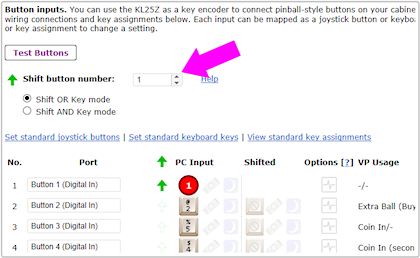 Button inputs. You can use the KL25Z as a key encoder to connect pinball-style buttons on your cabine
wiring connections and key assignments below. Each input can be mapped as a joystick button or keybo
or key assignment to change a setting.
Test Buttons
Shift button number: 1 Help
Shift OR Key mode
Shift AND Key mode
Set standard joystick buttons | Set standard keyboard keys | View standard key assignments
No. Port PC Input Shifted Options [?] VP Usage
1 Button 1 (Digital In) 1 -/-
2 Button 2 (Digital In) @ 2 Extra Ball (Buy
3 Button 3 (Digital In) % 5 Coin In/-
4 Button 4 (Digital In) $ 4 Coin In (secon